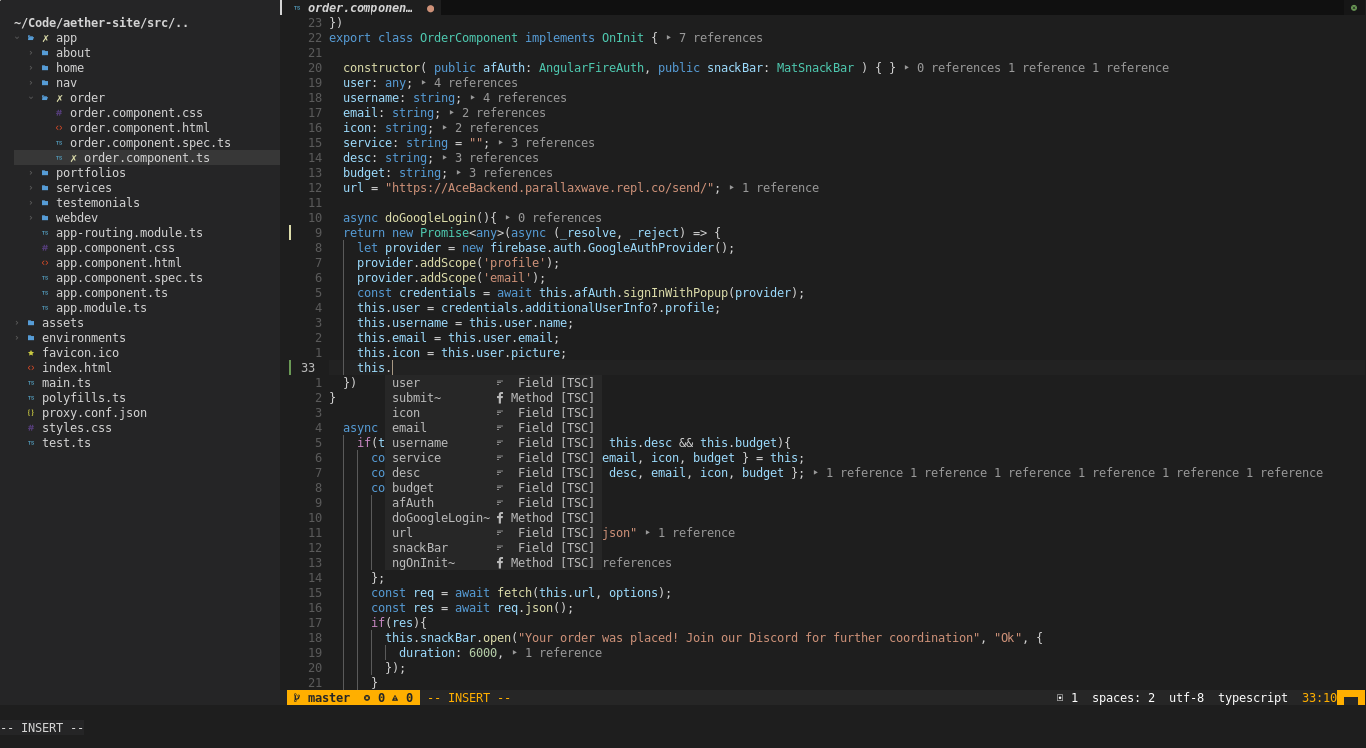 order.componen…
~/Code/aether-site/src/..
app
about
home
nav
order
order.component.css
order.component.html
order.component.spec.ts
order.component.ts
portfolios
services
testemonials
webdev
app-routing.module.ts
app.component.css
app.component.html
app.component.spec.ts
app.component.ts
app.module.ts
assets
environments
favicon.ico
index.html
main.ts
polyfills.ts
proxy.conf.json
styles.css
test.ts
23 })
22 export class OrderComponent implements OnInit { ‣ 7 references
21
20 constructor( public afAuth: AngularFireAuth, public snackBar: MatSnackBar ) { } ‣ 0 references 1 reference 1 reference
19 user: any; ‣ 4 references
18 username: string; ‣ 4 references
17 email: string; ‣ 2 references
16 icon: string; ‣ 2 references
15 service: string = ""; ‣ 3 references
14 desc: string; ‣ 3 references
13 budget: string; ‣ 3 references
12 url = "https://AceBackend.parallaxwave.repl.co/send/"; ‣ 1 reference
11
10 async doGoogleLogin(){ ‣ 0 references
9 return new Promise<any>(async (_resolve, _reject) => {
8 let provider = new firebase.auth.GoogleAuthProvider();
7 provider.addScope('profile');
6 provider.addScope('email');
5 const credentials = await this.afAuth.signInWithPopup(provider);
4 this.user = credentials.additionalUserInfo?.profile;
3 this.username = this.user.name;
2 this.email = this.user.email;
1 this.icon = this.user.picture;
33 this.
1 }) user Field [TSC]
2 } submit~ Method [TSC]
3 icon Field [TSC]
4 async email Field [TSC]
5 if(t username Field [TSC] this.desc && this.budget){
6 co service Field [TSC] email, icon, budget } = this;
7 co desc Field [TSC] desc, email, icon, budget }; ‣ 1 reference 1 reference 1 reference 1 reference 1 reference 1 reference
8 co budget Field [TSC]
9 afAuth Field [TSC]
10 doGoogleLogin~ Method [TSC]
11 url Field [TSC] json" ‣ 1 reference
12 snackBar Field [TSC]
13 ngOnInit~ Method [TSC] references
14 };
15 const req = await fetch(this.url, options);
16 const res = await req.json();
17 if(res){
18 this.snackBar.open("Your order was placed! Join our Discord for further coordination", "Ok", {
19 duration: 6000, ‣ 1 reference
20 });
21 }
master 0 0 -- INSERT -- 1 spaces: 2 utf-8 typescript 33:10
-- INSERT --